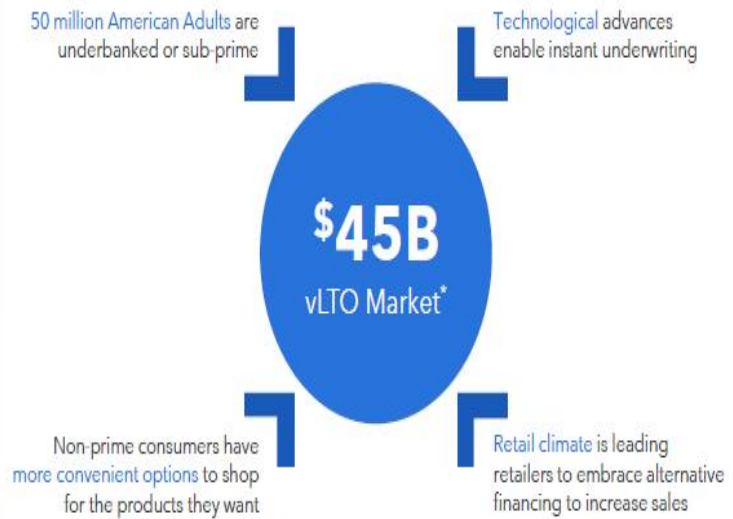 50 million American Adults are
underbanked or sub-prime
Technological advances
enable instant underwriting
$45B
vLTO Market*
Non-prime consumers have
more convenient options to shop
for the products they want
Retail climate is leading
retailers to embrace alternative
financing to increase sales